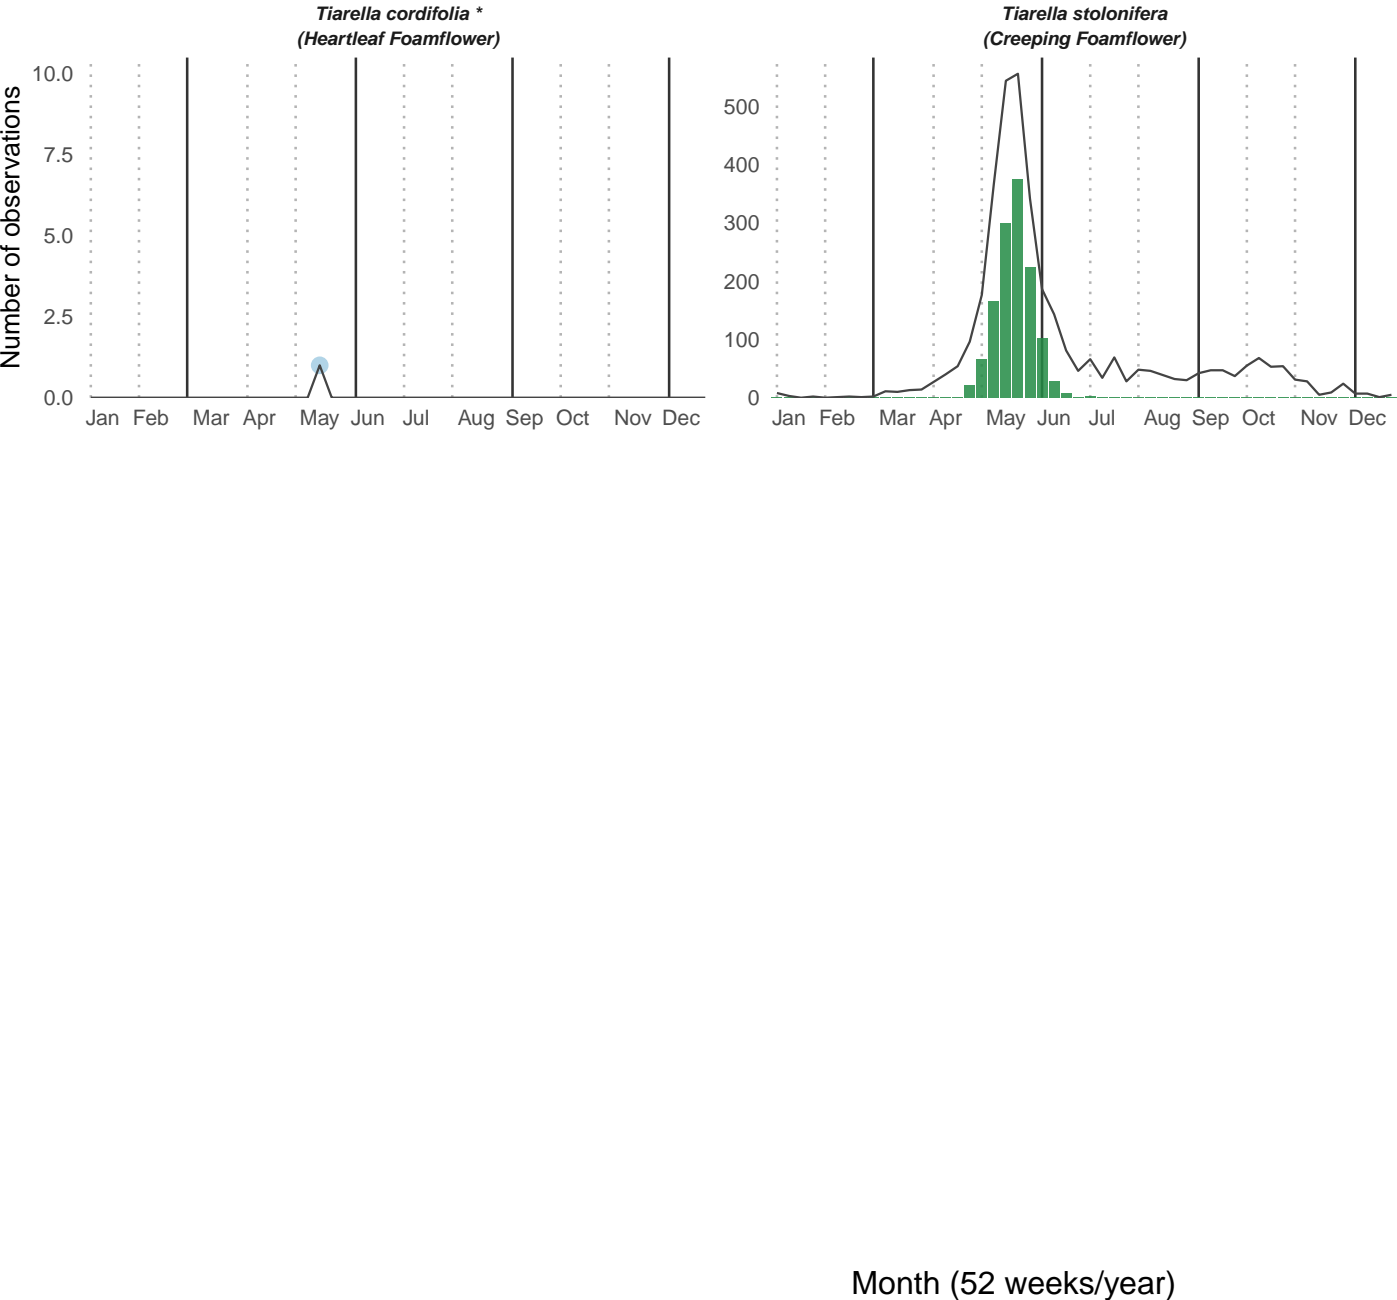 Tiarella cordifolia *
(Heartleaf Foamflower)
Tiarella stolonifera
(Creeping Foamflower)
Number of observations
10.0
7.5
5.0
2.5
0.0
Jan Feb Mar Apr May Jun Jul Aug Sep Oct Nov Dec
500
400
300
200
100
0
Jan Feb Mar Apr May Jun Jul Aug Sep Oct Nov Dec
Month (52 weeks/year)